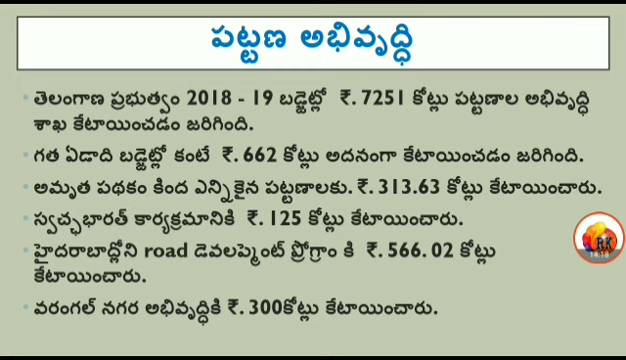 పట్టణ అభివృద్ధి
తెలంగాణ ప్రభుత్వం 2018 - 19 బడ్జెట్లో ₹. 7251 కోట్లు పట్టణాల అభివృద్ధి
శాఖ కేటాయించడం జరిగింది.
గత ఏడాది బడ్జెట్లో కంటే ₹. 662 కోట్లు అదనంగా కేటాయించడం జరిగింది.
అమృత పథకం కింద ఎన్నికైన పట్టణాలకు. ₹. 313.63 కోట్లు కేటాయించారు.
స్వచ్ఛభారత్ కార్యక్రమానికి ₹. 125 కోట్లు కేటాయించారు.
హైదరాబాద్లోని road డెవలప్మెంట్ ప్రోగ్రాం కి ₹. 566. 02 కోట్లు
కేటాయించారు.
వరంగల్ నగర అభివృద్ధికి ₹. 300కోట్లు కేటాయించారు.
RK